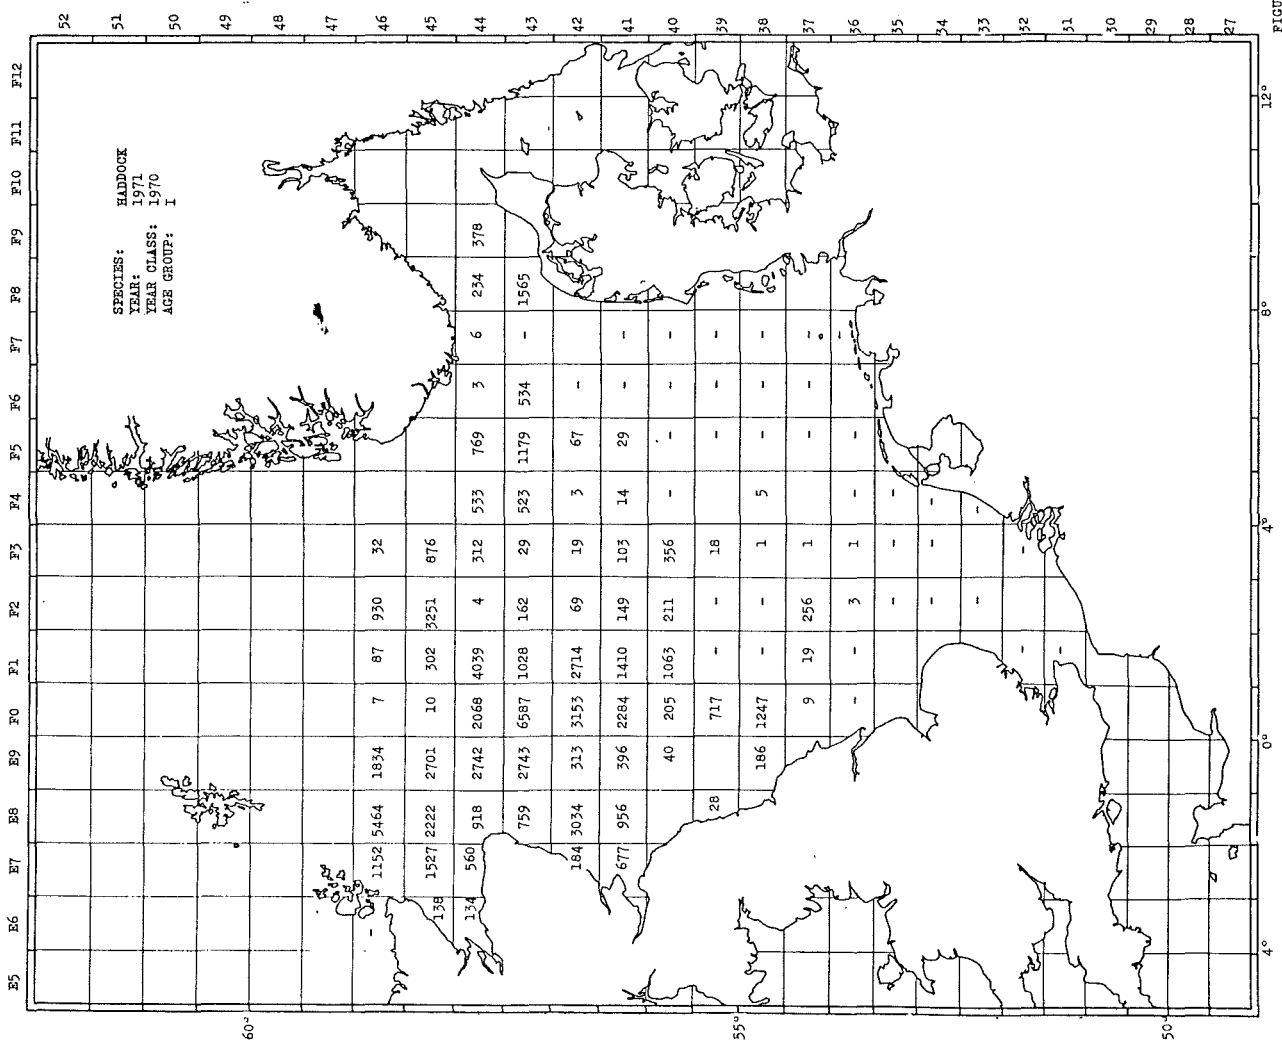 E5 E6 E7 E8 E9 F0 F1 F2 F3 F4 F5 F6 F7 F8 F9 F10 F11 F12
52
SPECIES: HADDOCK
51
YEAR: 1971
YEAR CLASS: 1970
AGE GROUP: I
50
49
60°
48
47
- 1152 5464 1834 7 87 930 32 46
138 1527 2222 2701 10 302 3251 876 45
134 560 918 2742 2068 4039 4 312 533 769 3 6 234 378 44
759 2743 6587 1028 162 29 523 1179 534 - 1565 43
184 3034 313 3153 2714 69 19 3 67 - 42
677 956 396 2284 1410 149 103 14 29 - - 41
40 205 1063 211 356 - - - - 40
28 717 - - 18 - - - 39
55°
186 1247 - - 1 5 - - - 38
9 19 256 1 - - - 37
- - 3 1 - - - - 36
- - - 35
- - - 34
- - 33
- - 32
- 31
50° 30
29
28
27
4° 0° 4° 8° 12°
FIGU